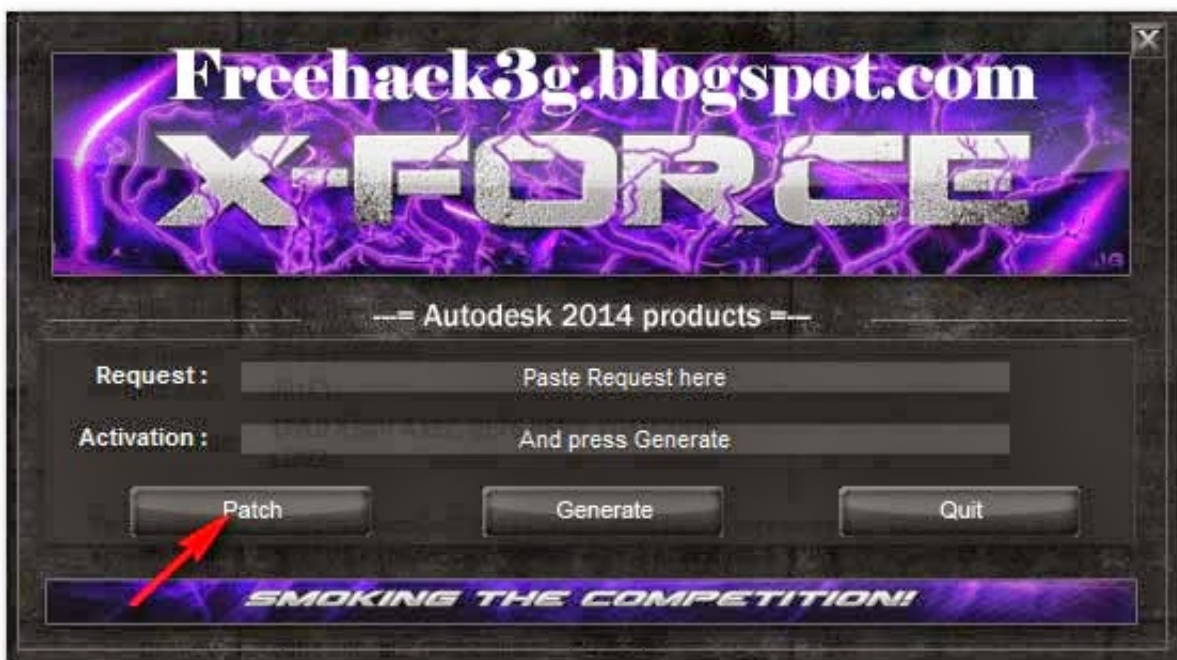 Freehack3g.blogspot.com
X-FORCE
---= Autodesk 2014 products =---
Request :
Paste Request here
Activation :
And press Generate
Patch
Generate
Quit
SMOKING THE COMPETITION!